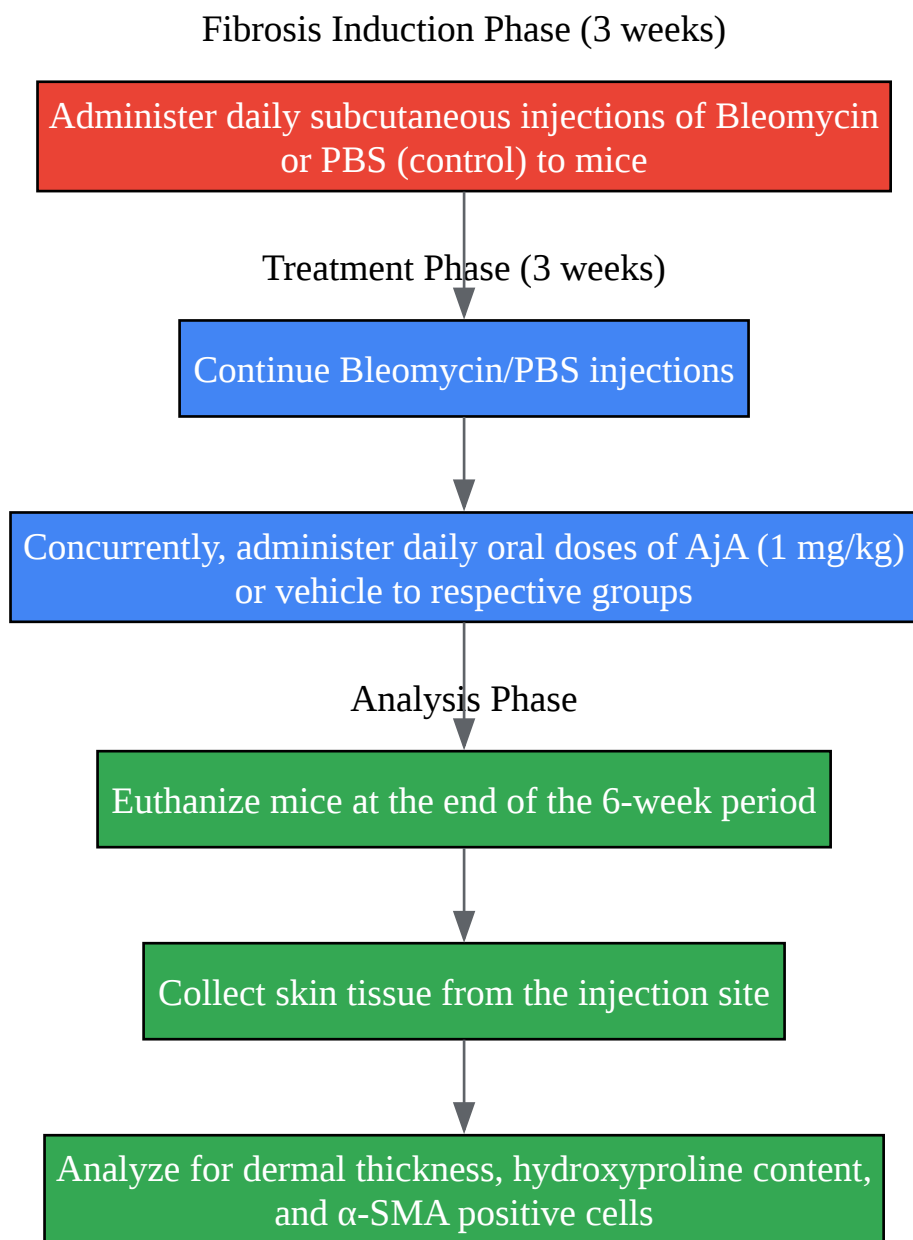 Fibrosis Induction Phase (3 weeks)
Administer daily subcutaneous injections of Bleomycin
or PBS (control) to mice
Treatment Phase (3 weeks)
Continue Bleomycin/PBS injections
Concurrently, administer daily oral doses of AjA (1 mg/kg)
or vehicle to respective groups
Analysis Phase
Euthanize mice at the end of the 6-week period
Collect skin tissue from the injection site
Analyze for dermal thickness, hydroxyproline content,
and α-SMA positive cells